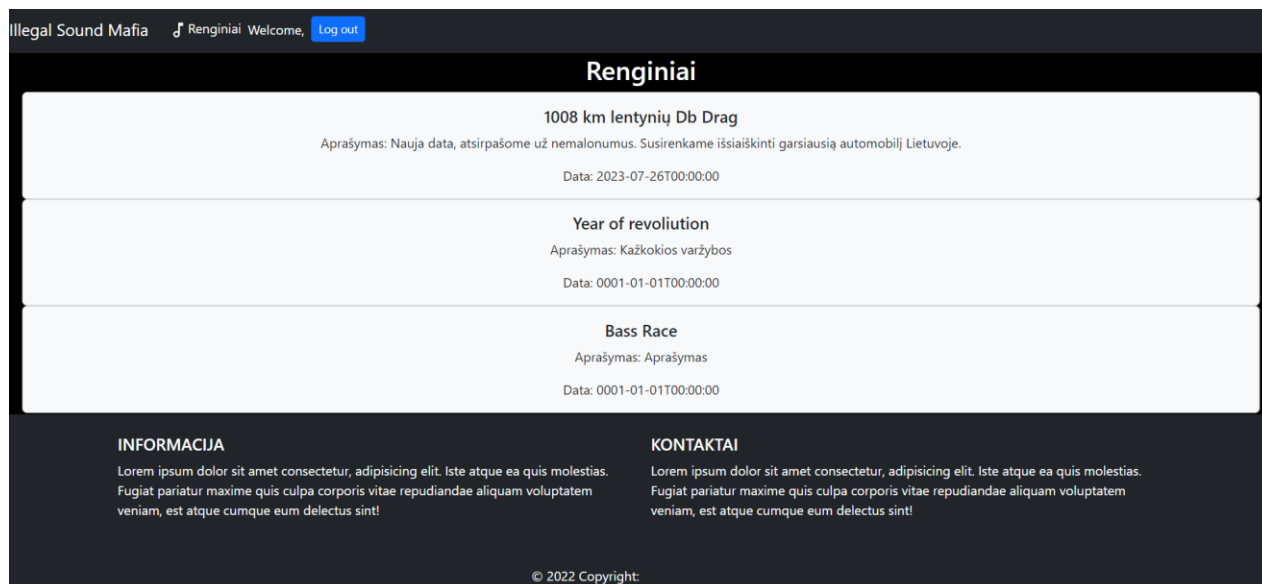 Illegal Sound Mafia Renginiai Welcome, Log out
Renginiai
1008 km lentynių Db Drag
Aprašymas: Nauja data, atsirpašome už nemalonumus. Susirenkame išsiaiškinti garsiausią automobilį Lietuvoje.
Data: 2023-07-26T00:00:00
Year of revoliution
Aprašymas: Kažkokios varžybos
Data: 0001-01-01T00:00:00
Bass Race
Aprašymas: Aprašymas
Data: 0001-01-01T00:00:00
INFORMACIJA
Lorem ipsum dolor sit amet consectetur, adipisicing elit. Iste atque ea quis molestias.
Fugiat pariatur maxime quis culpa corporis vitae repudiandae aliquam voluptatem
veniam, est atque cumque eum delectus sint!
KONTAKTAI
Lorem ipsum dolor sit amet consectetur, adipisicing elit. Iste atque ea quis molestias.
Fugiat pariatur maxime quis culpa corporis vitae repudiandae aliquam voluptatem
veniam, est atque cumque eum delectus sint!
© 2022 Copyright: